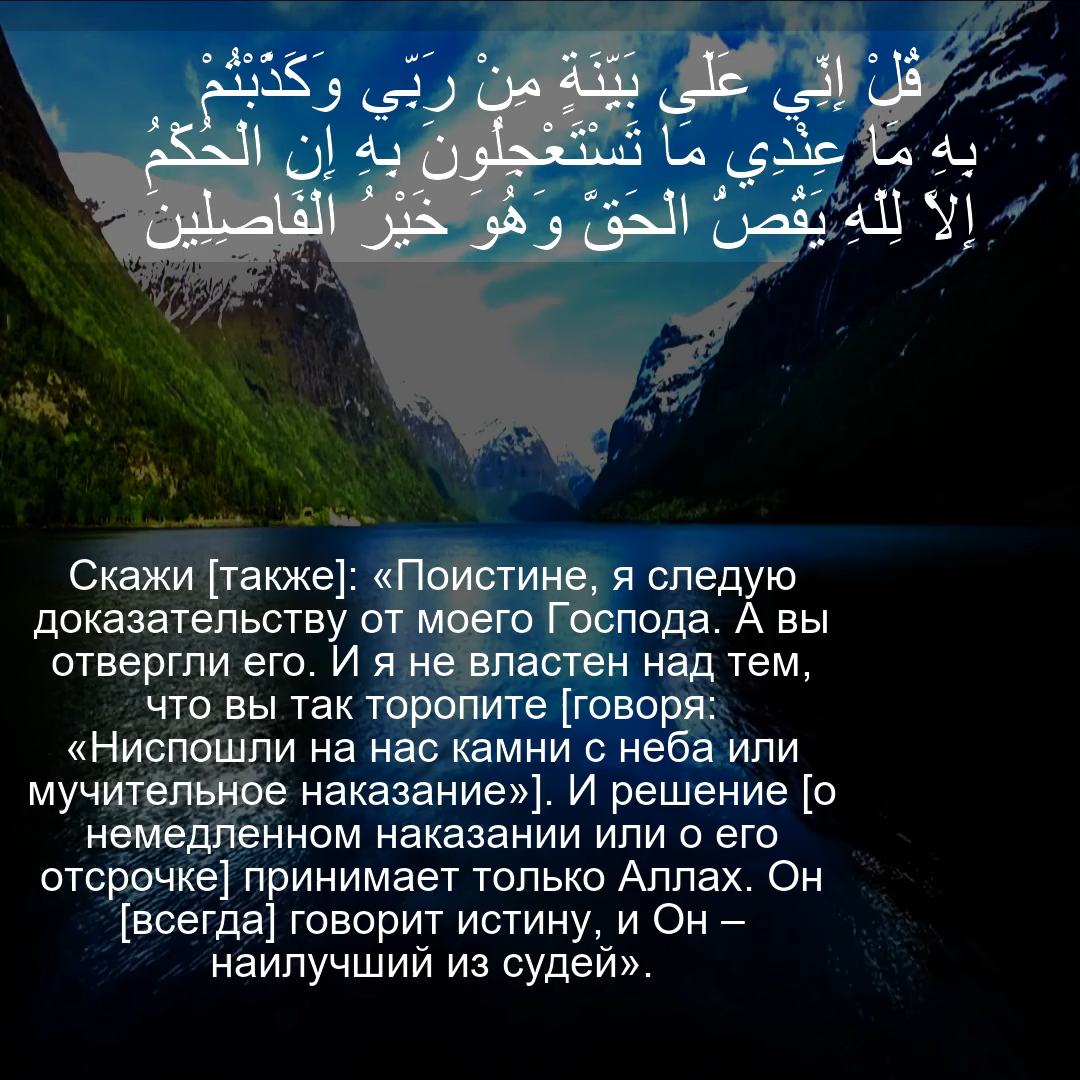 قُلْ إِنِّي عَلَى بَيِّنَةٍ مِنْ رَبِّي وَكَذَّبْتُمْ
بِهِ مَا عِنْدِي مَا تَسْتَعْجِلُونَ بِهِ إِنِ الْحُكْمُ
إِلاَّ لِلَّهِ يَقُصُّ الْحَقَّ وَهُوَ خَيْرُ الْفَاصِلِينَ
Скажи [также]: «Поистине, я следую
доказательству от моего Господа. А вы
отвергли его. И я не властен над тем,
что вы так торопите [говоря:
«Ниспошли на нас камни с неба или
мучительное наказание»]. И решение [о
немедленном наказании или о его
отсрочке] принимает только Аллах. Он
[всегда] говорит истину, и Он –
наилучший из судей».